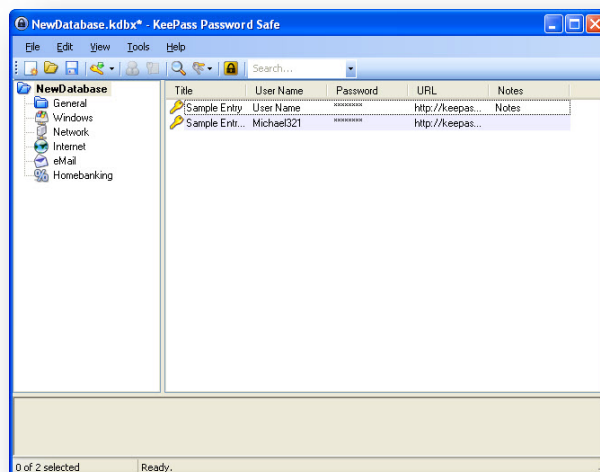 NewDatabase.kdbx* - KeePass Password Safe
File Edit View Tools Help
Search...
NewDatabase
General
Windows
Network
Internet
eMail
Homebanking
Title User Name Password URL Notes
Sample Entry User Name ******** http://keepas... Notes
Sample Entr... Michael321 ******** http://keepas...
0 of 2 selected Ready.